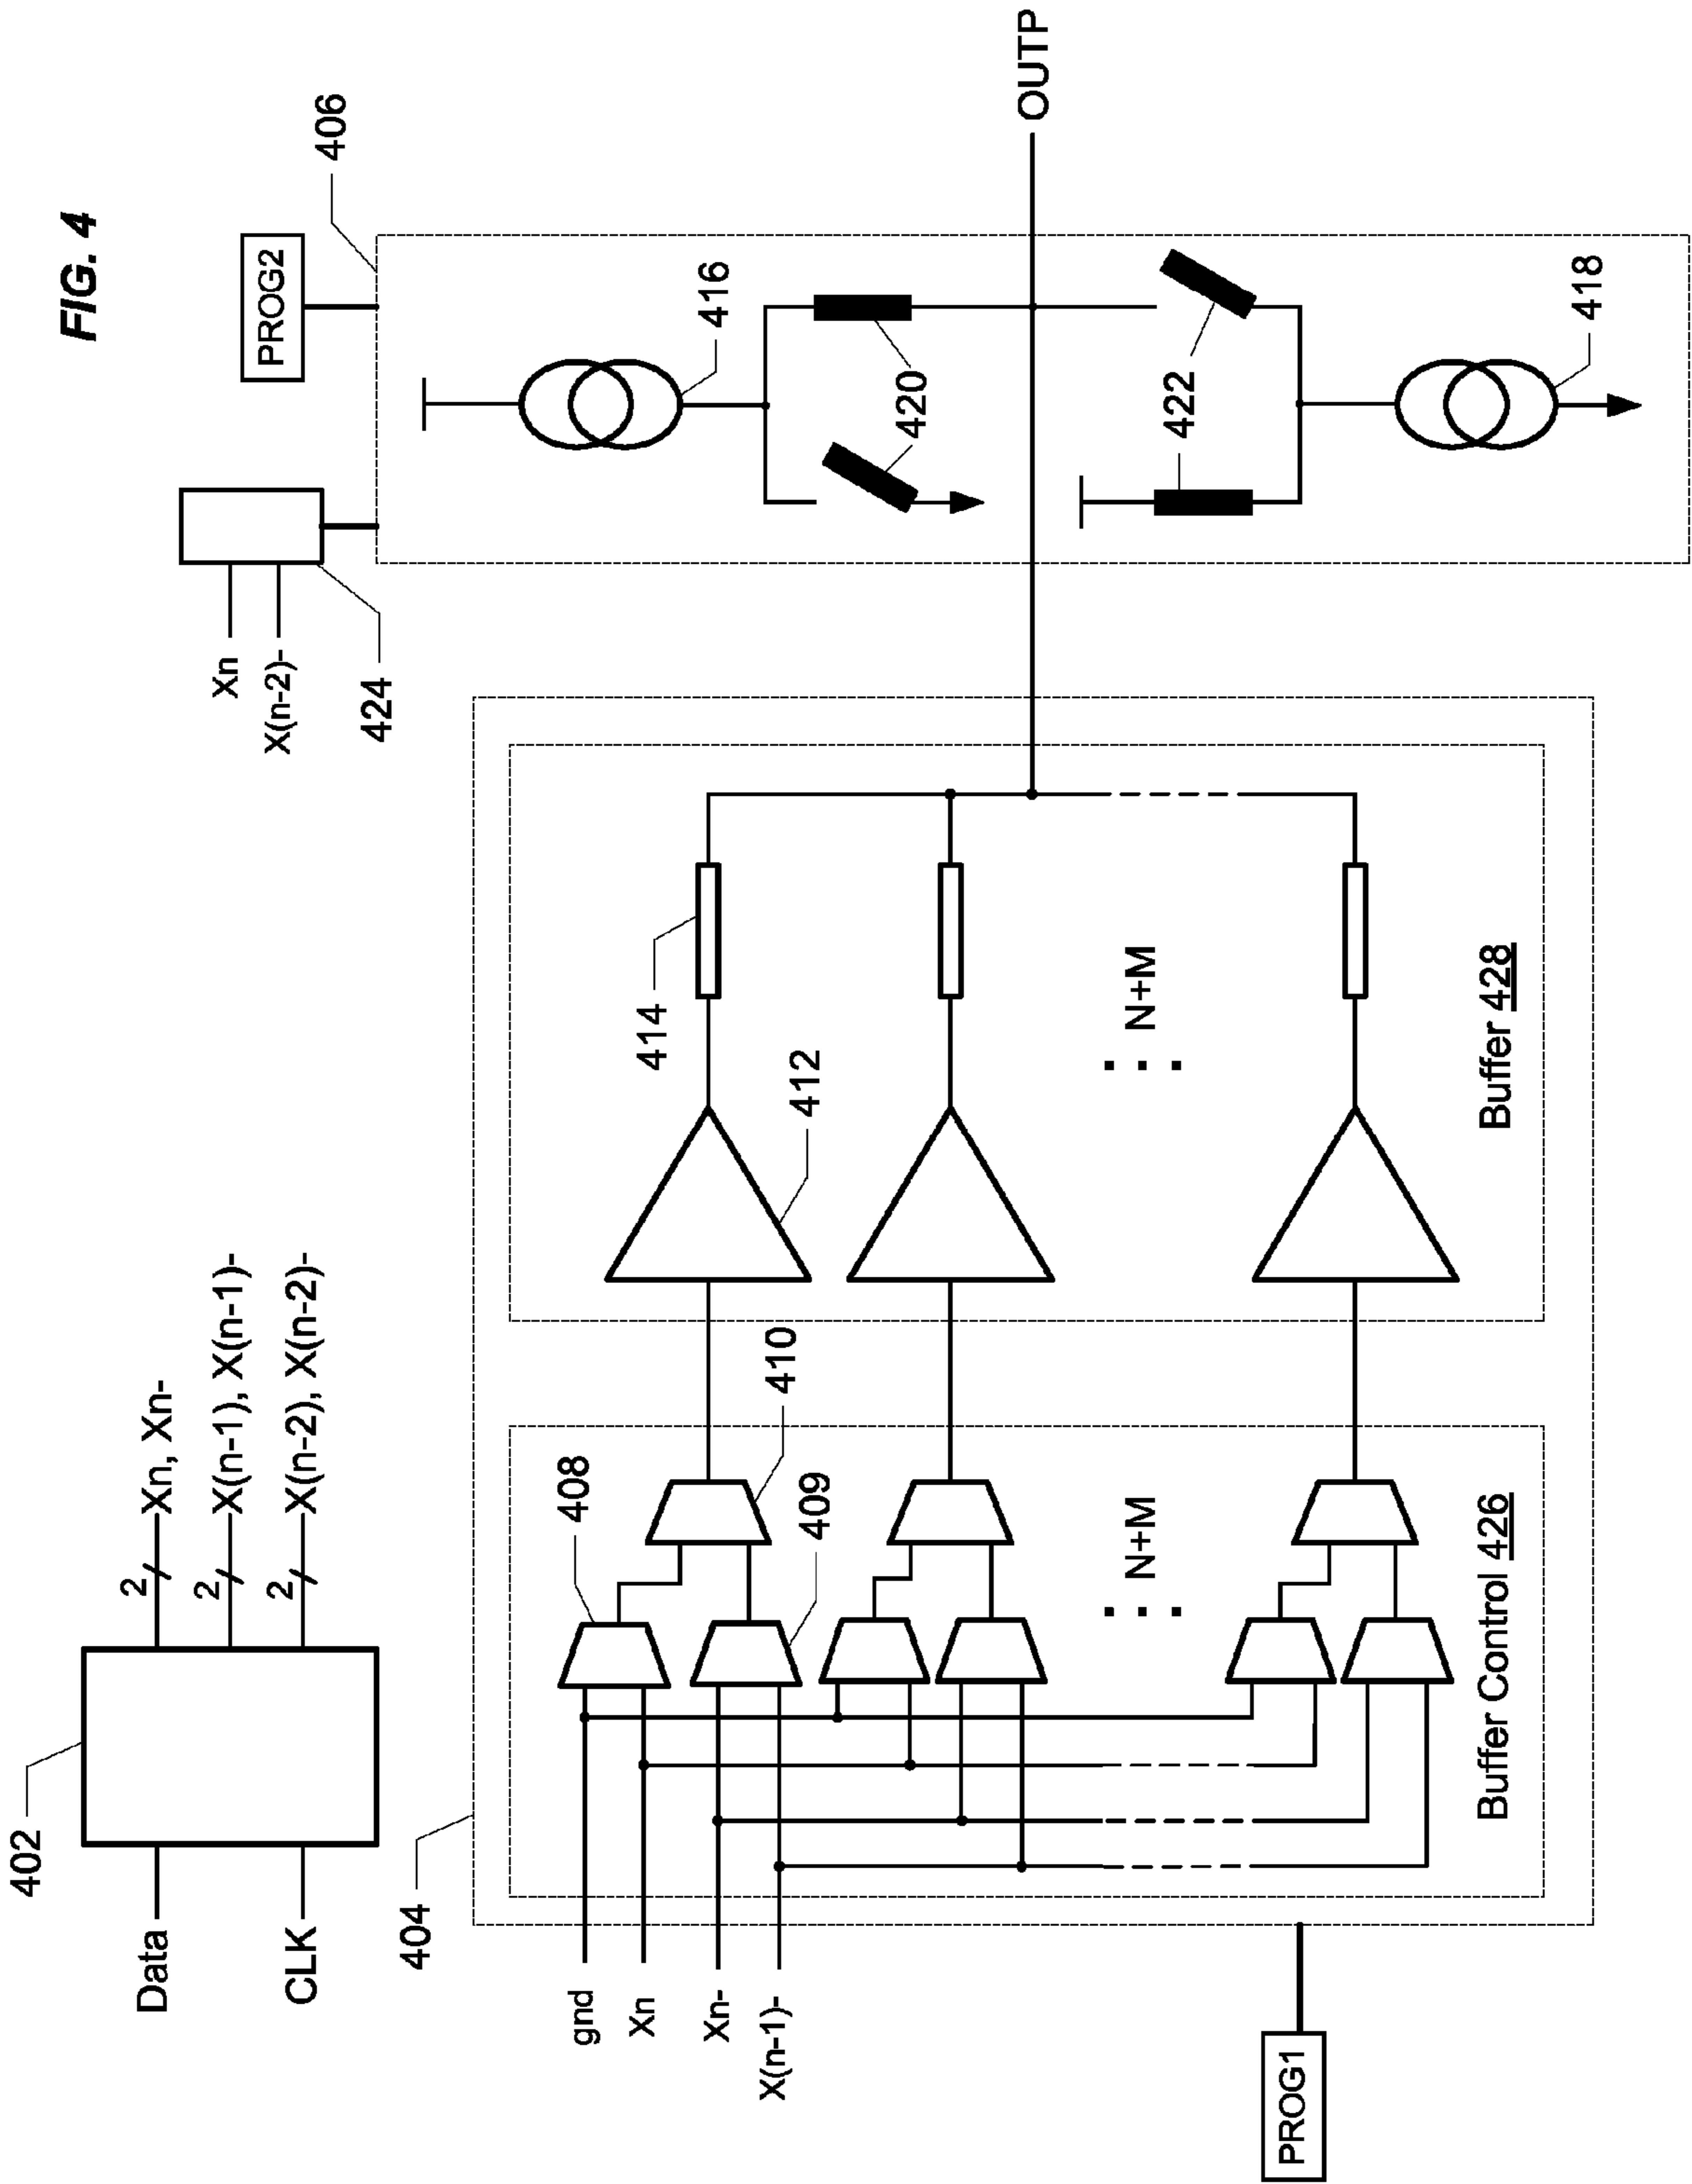 FIG. 4
402
Data
CLK
2
Xn, Xn-
2
X(n-1), X(n-1)-
2
X(n-2), X(n-2)-
Xn
X(n-2)-
424
PROG2
406
404
gnd
Xn
Xn-
X(n-1)-
408
409
410
412
414
N+M
N+M
Buffer Control 426
Buffer 428
416
420
422
418
OUTP
PROG1